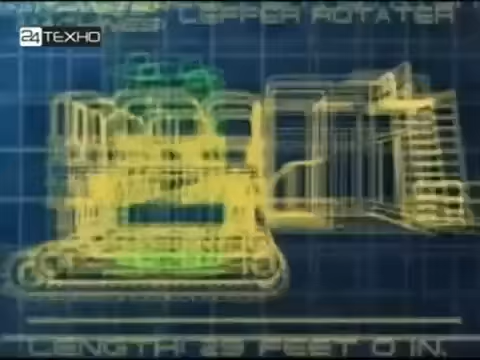 24 ТЕХНО
LEFFER ROTATER
LENGTH: 29 FEET 0 IN.